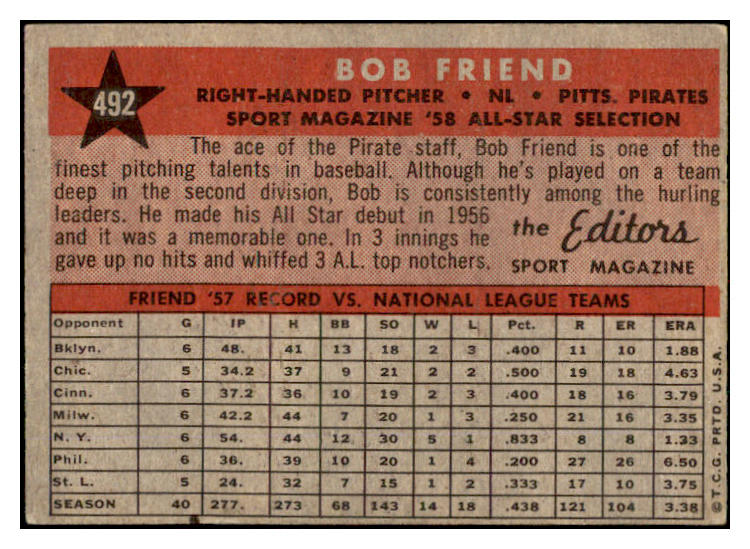 BOB FRIEND
492
RIGHT-HANDED PITCHER • NL • PITTS. PIRATES
SPORT MAGAZINE '58 ALL-STAR SELECTION
The ace of the Pirate staff, Bob Friend is one of the
finest pitching talents in baseball. Although he's played on a team
deep in the second division, Bob is consistently among the hurling
leaders. He made his All Star debut in 1956
and it was a memorable one. In 3 innings he
gave up no hits and whiffed 3 A.L. top notchers.
the Editors
SPORT MAGAZINE
FRIEND '57 RECORD VS. NATIONAL LEAGUE TEAMS
Opponent G IP H BB SO W L Pct. R ER ERA
Bklyn. 6 48. 41 13 18 2 3 .400 11 10 1.88
Chic. 5 34.2 37 9 21 2 2 .500 19 18 4.63
Cinn. 6 37.2 36 10 19 2 3 .400 18 16 3.79
Milw. 6 42.2 44 7 20 1 3 .250 21 16 3.35
N. Y. 6 54. 44 12 30 5 1 .833 8 8 1.33
Phil. 6 36. 39 10 20 1 4 .200 27 26 6.50
St. L. 5 24. 32 7 15 1 2 .333 17 10 3.75
SEASON 40 277. 273 68 143 14 18 .438 121 104 3.38
© T.C.G. PRTD. U.S.A.